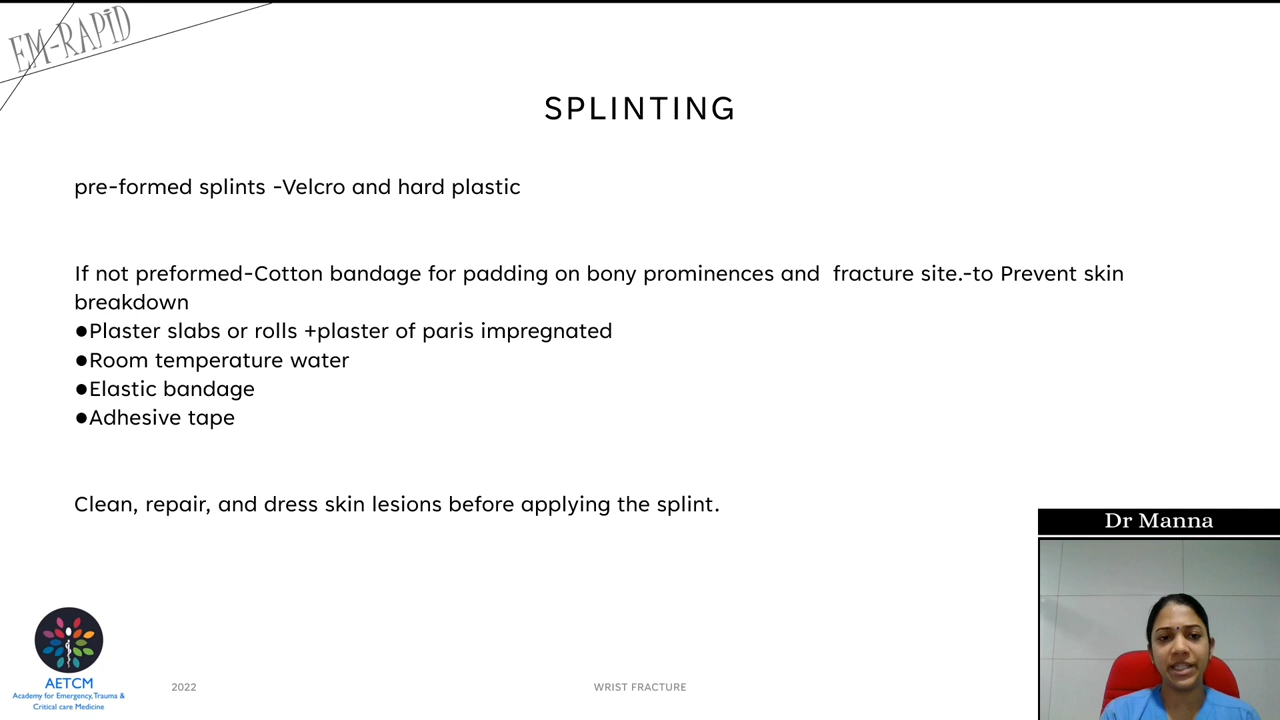 EM-RAPID
SPLINTING
pre-formed splints -Velcro and hard plastic
If not preformed-Cotton bandage for padding on bony prominences and  fracture site.-to Prevent skin
breakdown
●Plaster slabs or rolls +plaster of paris impregnated
●Room temperature water
●Elastic bandage
●Adhesive tape
Clean, repair, and dress skin lesions before applying the splint.
Dr Manna
AETCM
Academy for Emergency,Trauma &
Critical care Medicine
2022
WRIST FRACTURE